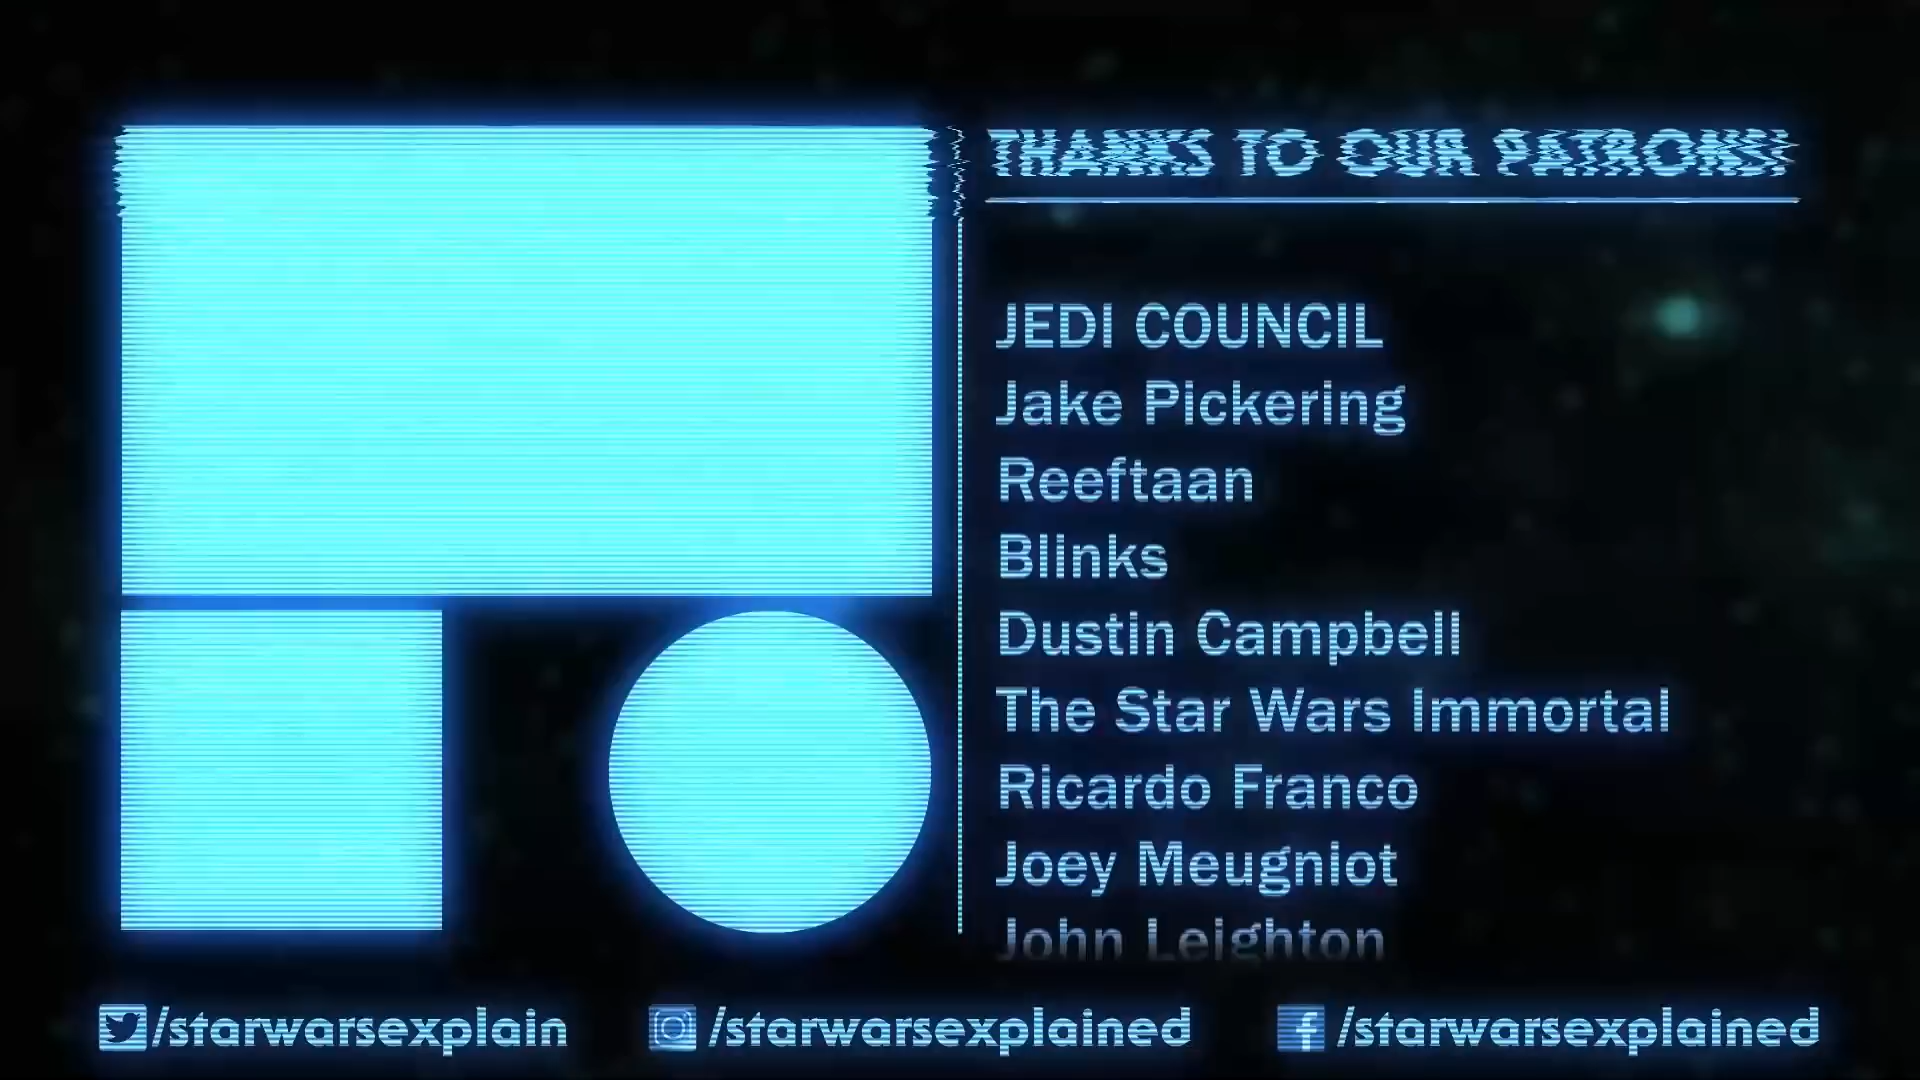 THANKS TO OUR PATRONS!
JEDI COUNCIL
Jake Pickering
Reeftaan
Blinks
Dustin Campbell
The Star Wars Immortal
Ricardo Franco
Joey Meugniot
John Leighton
/starwarsexplain
/starwarsexplained
/starwarsexplained